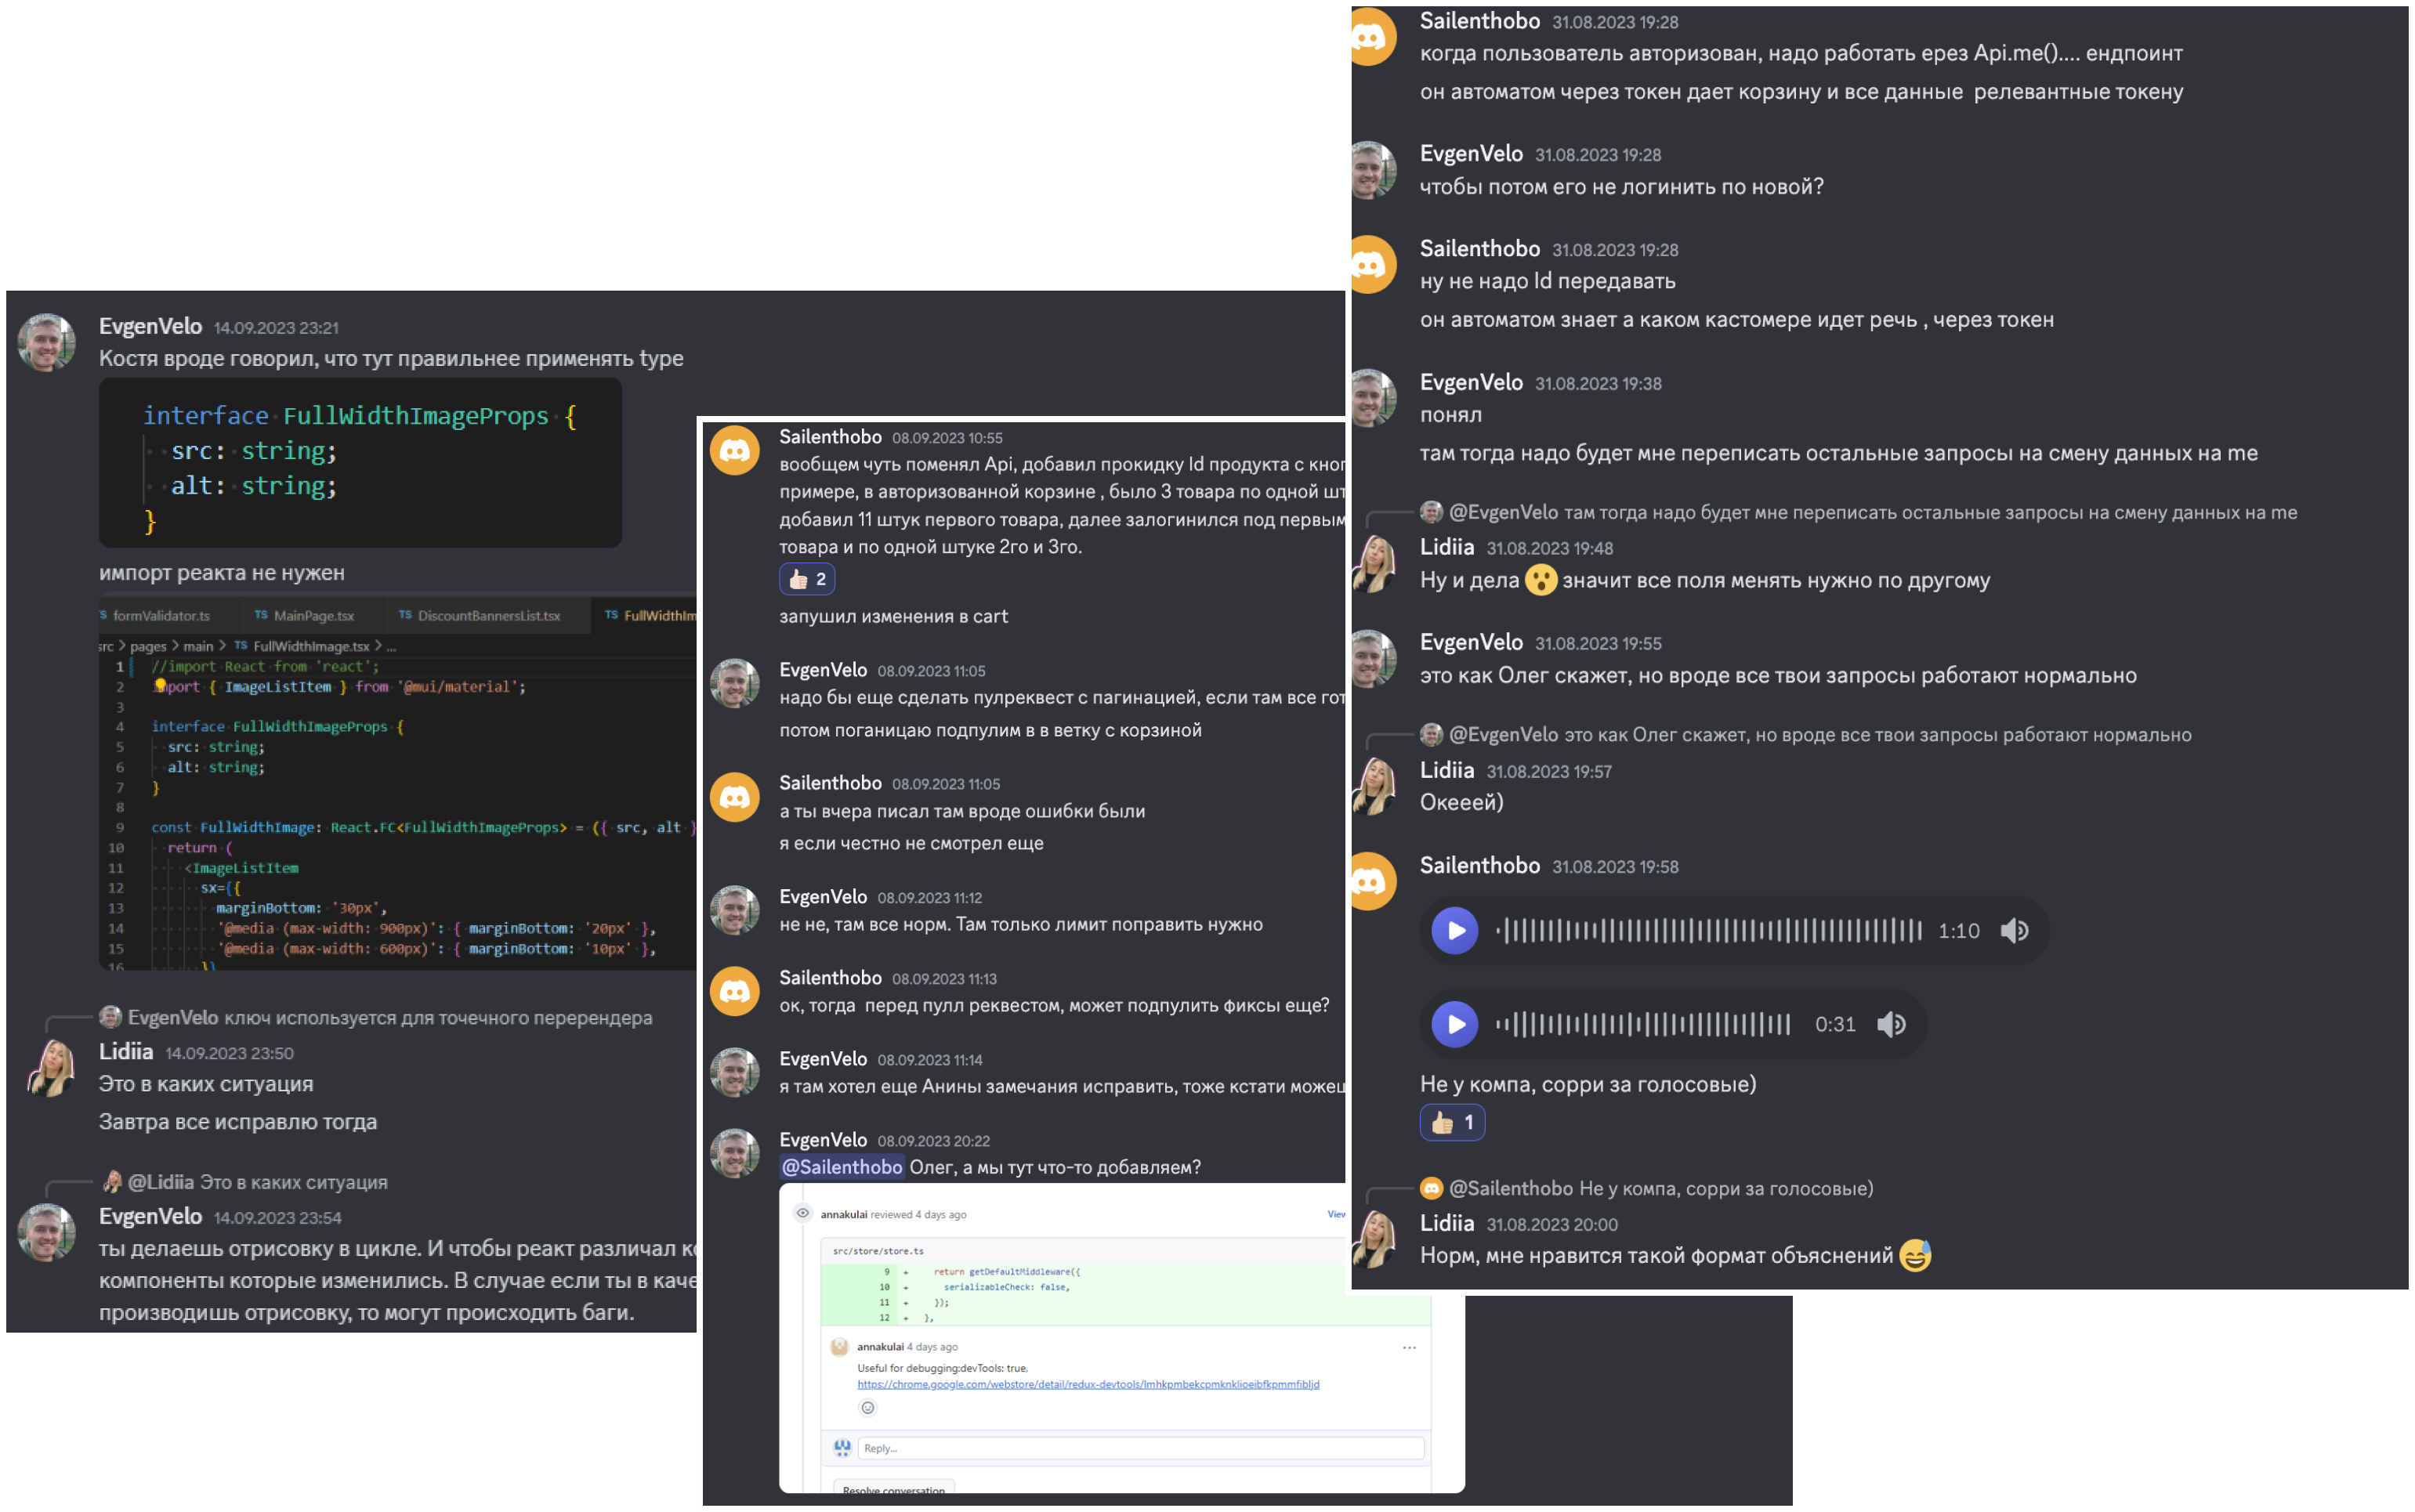 EvgenVelo 14.09.2023 23:21
Костя вроде говорил, что тут правильнее применять type
interface FullWidthImageProps {
src: string;
alt: string;
}
импорт реакта не нужен
TS formValidator.ts TS MainPage.tsx TS DiscountBannersList.tsx TS FullWidthIm
src > pages > main > TS FullWidthImage.tsx > ...
1 //import React from 'react';
2 import { ImageListItem } from '@mui/material';
3
4 interface FullWidthImageProps {
5 src: string;
6 alt: string;
7 }
8
9 const FullWidthImage: React.FC<FullWidthImageProps> = ({ src, alt }
10 return (
11 <ImageListItem
12 sx={{
13 marginBottom: '30px',
14 '@media (max-width: 900px)': { marginBottom: '20px' },
15 '@media (max-width: 600px)': { marginBottom: '10px' },
16 }}
EvgenVelo ключ используется для точечного перерендера
Lidiia 14.09.2023 23:50
Это в каких ситуация
Завтра все исправлю тогда
@Lidiia Это в каких ситуация
EvgenVelo 14.09.2023 23:54
ты делаешь отрисовку в цикле. И чтобы реакт различал
компоненты которые изменились. В случае если ты в каче
производишь отрисовку, то могут происходить баги.
Sailenthobo 08.09.2023 10:55
вообщем чуть поменял Api, добавил прокидку Id продукта с
примере, в авторизованной корзине , было 3 товара по одной
добавил 11 штук первого товара, далее залогинился под первым
товара и по одной штуке 2го и 3го.
2
запушил изменения в cart
EvgenVelo 08.09.2023 11:05
надо бы еще сделать пулреквест с пагинацией, если там все гот
потом поганицаю подпулим в в ветку с корзиной
Sailenthobo 08.09.2023 11:05
а ты вчера писал там вроде ошибки были
я если честно не смотрел еще
EvgenVelo 08.09.2023 11:12
не не, там все норм. Там только лимит поправить нужно
Sailenthobo 08.09.2023 11:13
ок, тогда перед пулл реквестом, может подпулить фиксы еще?
EvgenVelo 08.09.2023 11:14
я там хотел еще Анины замечания исправить, тоже кстати може
EvgenVelo 08.09.2023 20:22
@Sailenthobo Олег, а мы тут что-то добавляем?
annakulai reviewed 4 days ago View
src/store/store.ts
9 + return getDefaultMiddleware({
10 + serializableCheck: false,
11 + });
12 + },
annakulai 4 days ago ...
Useful for debugging:devTools: true.
https://chrome.google.com/webstore/detail/redux-devtools/lmhkpmbekcpmknklioeibfkpmmfibljd
Reply...
Resolve conversation
Sailenthobo 31.08.2023 19:28
когда пользователь авторизован, надо работать ерез Api.me().... ендпоинт
он автоматом через токен дает корзину и все данные релевантные токену
EvgenVelo 31.08.2023 19:28
чтобы потом его не логинить по новой?
Sailenthobo 31.08.2023 19:28
ну не надо Id передавать
он автоматом знает а каком кастомере идет речь , через токен
EvgenVelo 31.08.2023 19:38
понял
там тогда надо будет мне переписать остальные запросы на смену данных на me
@EvgenVelo там тогда надо будет мне переписать остальные запросы на смену данных на me
Lidiia 31.08.2023 19:48
Ну и дела 😮 значит все поля менять нужно по другому
EvgenVelo 31.08.2023 19:55
это как Олег скажет, но вроде все твои запросы работают нормально
@EvgenVelo это как Олег скажет, но вроде все твои запросы работают нормально
Lidiia 31.08.2023 19:57
Океeей)
Sailenthobo 31.08.2023 19:58
1:10
0:31
Не у компа, сорри за голосовые)
1
@Sailenthobo Не у компа, сорри за голосовые)
Lidiia 31.08.2023 20:00
Норм, мне нравится такой формат объяснений 😅